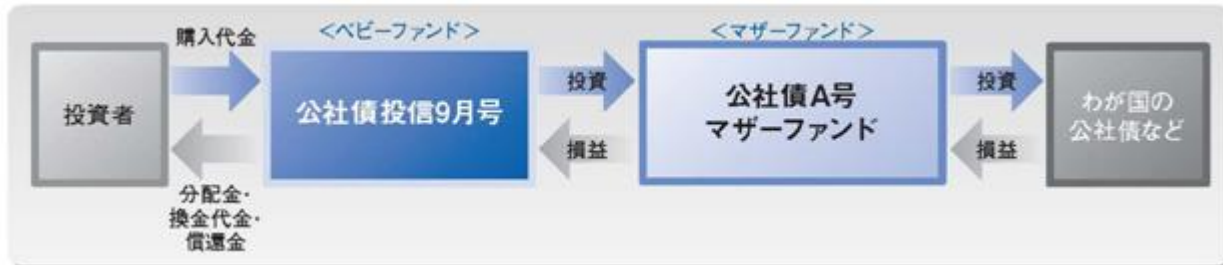 購入代金
<ベビーファンド>
<マザーファンド>
投資者
公社債投信9月号
投資
公社債A号
マザーファンド
投資
わが国の
公社債など
損益
損益
分配金・
換金代金・
償還金